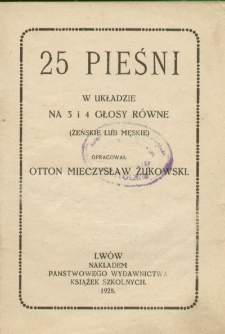 25 PIEŚNI
W UKŁADZIE
NA 3 i 4 GŁOSY RÓWNE
(ŻEŃSKIE LUB MĘSKIE)
OPRACOWAŁ
OTTON MIECZYSŁAW ŻUKOWSKI.
LWÓW
NAKŁADEM
PAŃSTWOWEGO WYDAWNICTWA
KSIĄŻEK SZKOLNYCH.
1928.